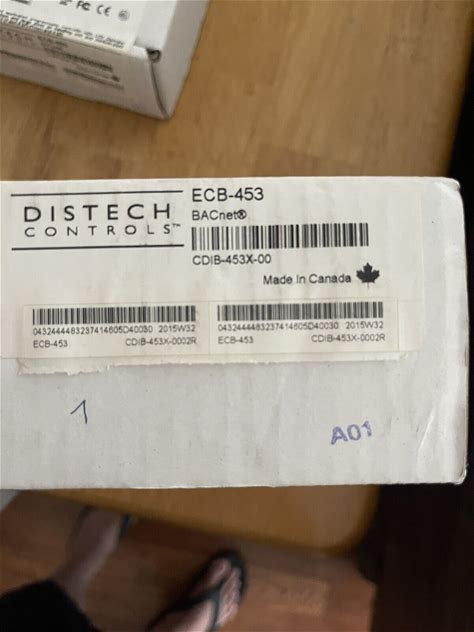 DISTECH
CONTROLS™
ECB-453
BACnet®
CDIB-453X-00
Made In Canada
0432444483237414605D40030 2015W32
ECB-453 CDIB-453X-0002R
0432444483237414605D40030 2015W32
ECB-453 CDIB-453X-0002R
1
A01